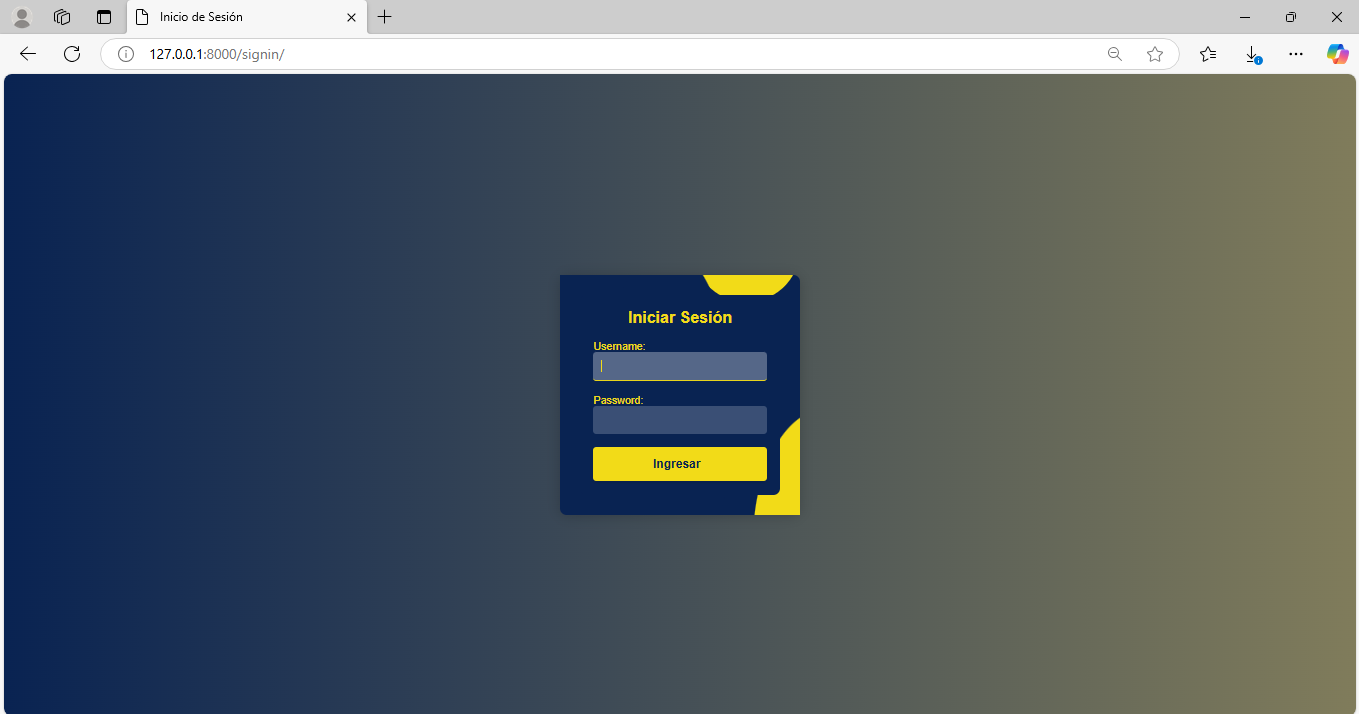 Inicio de Sesión
127.0.0.1:8000/signin/
Iniciar Sesión
Username:
Password:
Ingresar